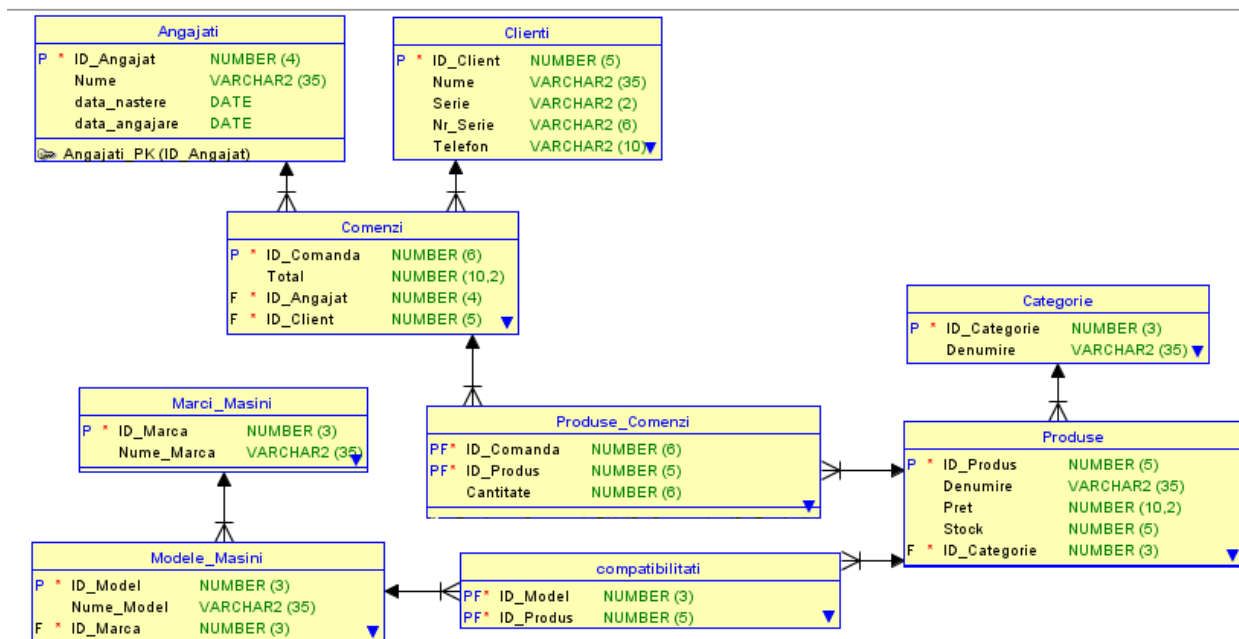 Angajati
P * ID_Angajat NUMBER (4)
Nume VARCHAR2 (35)
data_nastere DATE
data_angajare DATE
Angajati_PK (ID_Angajat)
Clienti
P * ID_Client NUMBER (5)
Nume VARCHAR2 (35)
Serie VARCHAR2 (2)
Nr_Serie VARCHAR2 (6)
Telefon VARCHAR2 (10)
Comenzi
P * ID_Comanda NUMBER (6)
Total NUMBER (10,2)
F * ID_Angajat NUMBER (4)
F * ID_Client NUMBER (5)
Categorie
P * ID_Categorie NUMBER (3)
Denumire VARCHAR2 (35)
Marci_Masini
P * ID_Marca NUMBER (3)
Nume_Marca VARCHAR2 (35)
Produse_Comenzi
PF* ID_Comanda NUMBER (6)
PF* ID_Produs NUMBER (5)
Cantitate NUMBER (6)
Produse
P * ID_Produs NUMBER (5)
Denumire VARCHAR2 (35)
Pret NUMBER (10,2)
Stock NUMBER (5)
F * ID_Categorie NUMBER (3)
Modele_Masini
P * ID_Model NUMBER (3)
Nume_Model VARCHAR2 (35)
F * ID_Marca NUMBER (3)
compatibilitati
PF* ID_Model NUMBER (3)
PF* ID_Produs NUMBER (5)